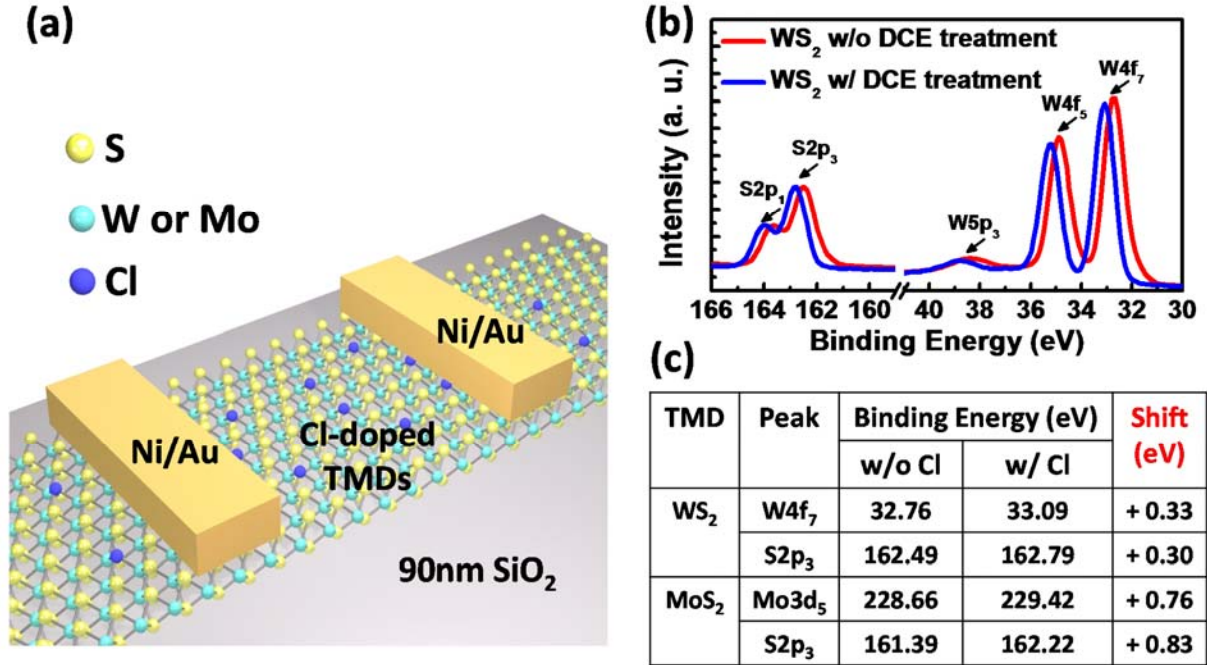 (a)
S
W or Mo
Cl
Ni/Au
Ni/Au
Cl-doped
TMDs
90nm SiO₂
(b)
WS₂ w/o DCE treatment
WS₂ w/ DCE treatment
W4f₇
W4f₅
S2p₃
S2p₁
W5p₃
Intensity (a. u.)
166 164 162 160 40 38 36 34 32 30
Binding Energy (eV)
(c)
TMD Peak Binding Energy (eV) Shift (eV)
w/o Cl w/ Cl
WS₂ W4f₇ 32.76 33.09 + 0.33
S2p₃ 162.49 162.79 + 0.30
MoS₂ Mo3d₅ 228.66 229.42 + 0.76
S2p₃ 161.39 162.22 + 0.83